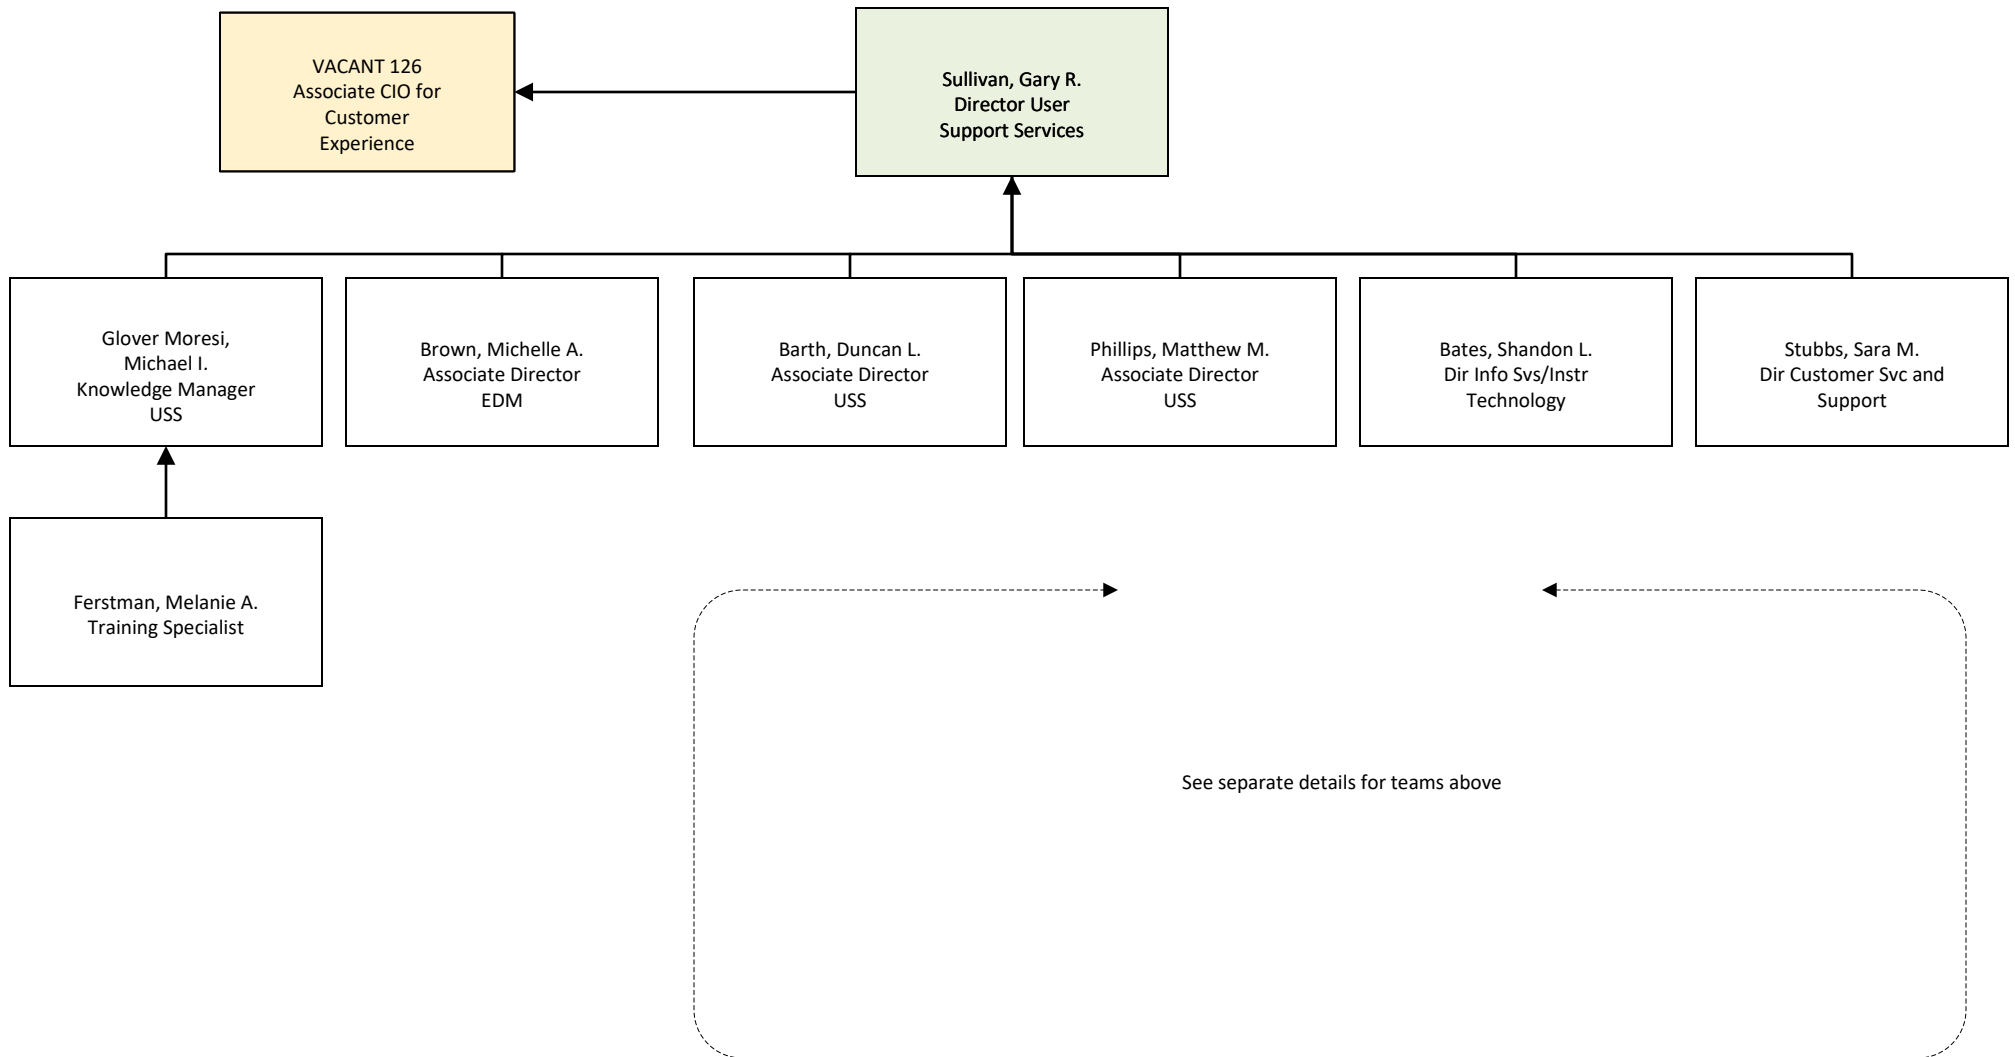 VACANT 126
Associate CIO for
Customer
Experience
Sullivan, Gary R.
Director User
Support Services
Glover Moresi,
Michael I.
Knowledge Manager
USS
Brown, Michelle A.
Associate Director
EDM
Barth, Duncan L.
Associate Director
USS
Phillips, Matthew M.
Associate Director
USS
Bates, Shandon L.
Dir Info Svs/Instr
Technology
Stubbs, Sara M.
Dir Customer Svc and
Support
Ferstman, Melanie A.
Training Specialist
See separate details for teams above